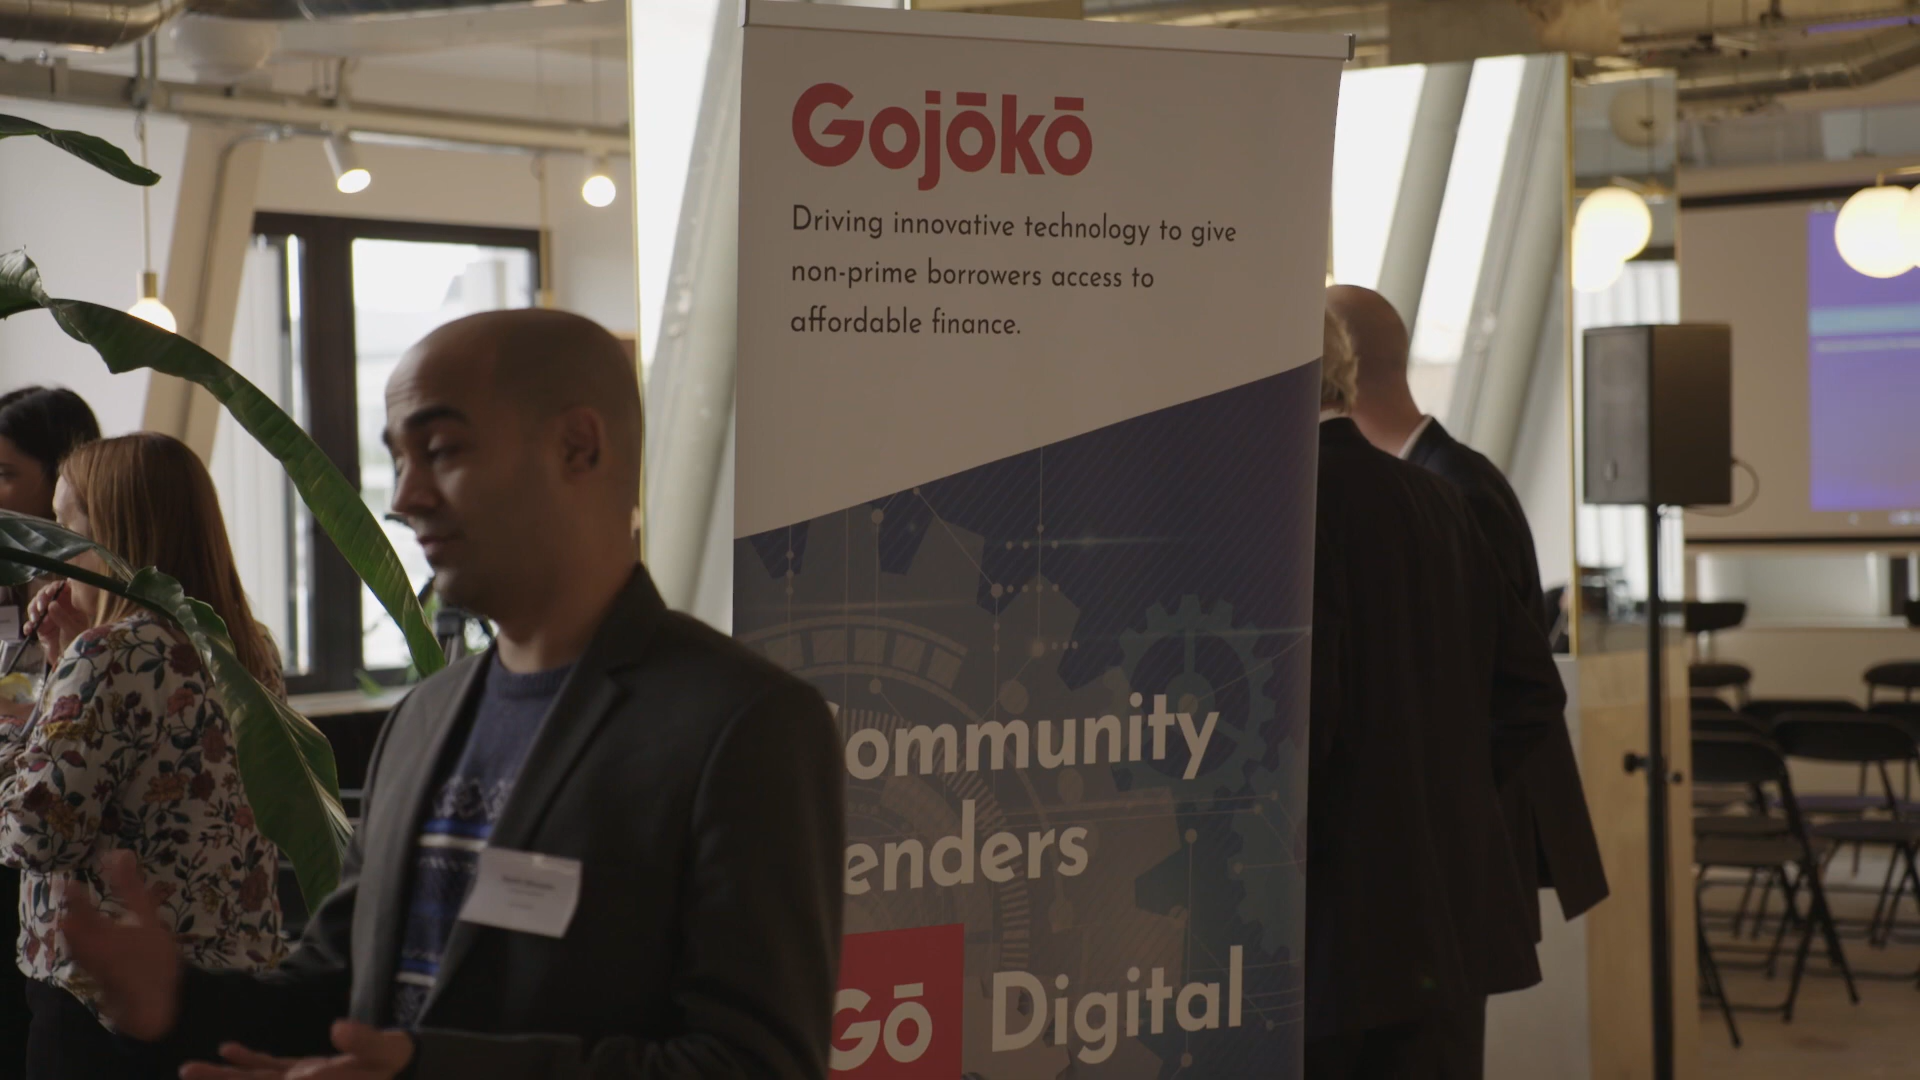 Gojōkō
Driving innovative technology to give
non-prime borrowers access to
affordable finance.
ommunity
enders
Gō Digital